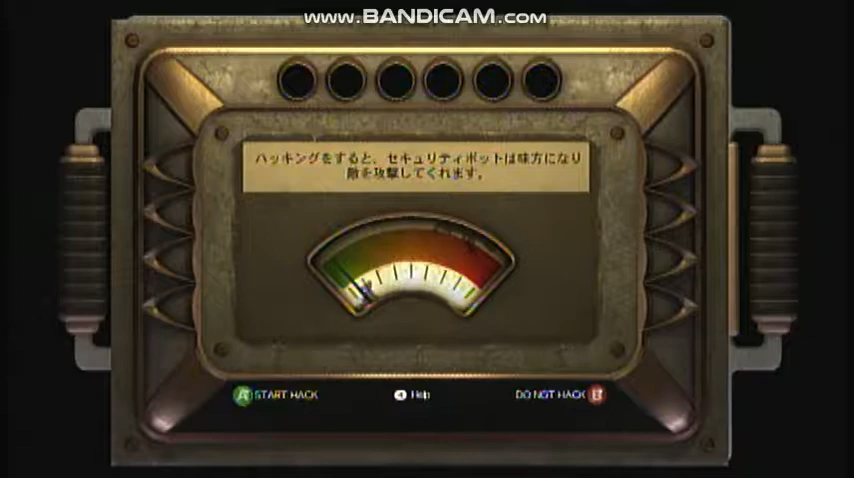 www.BANDICAM.com
ハッキングをすると、セキュリティボットは味方になり
敵を攻撃してくれます。
A START HACK
Help
DO NOT HACK B